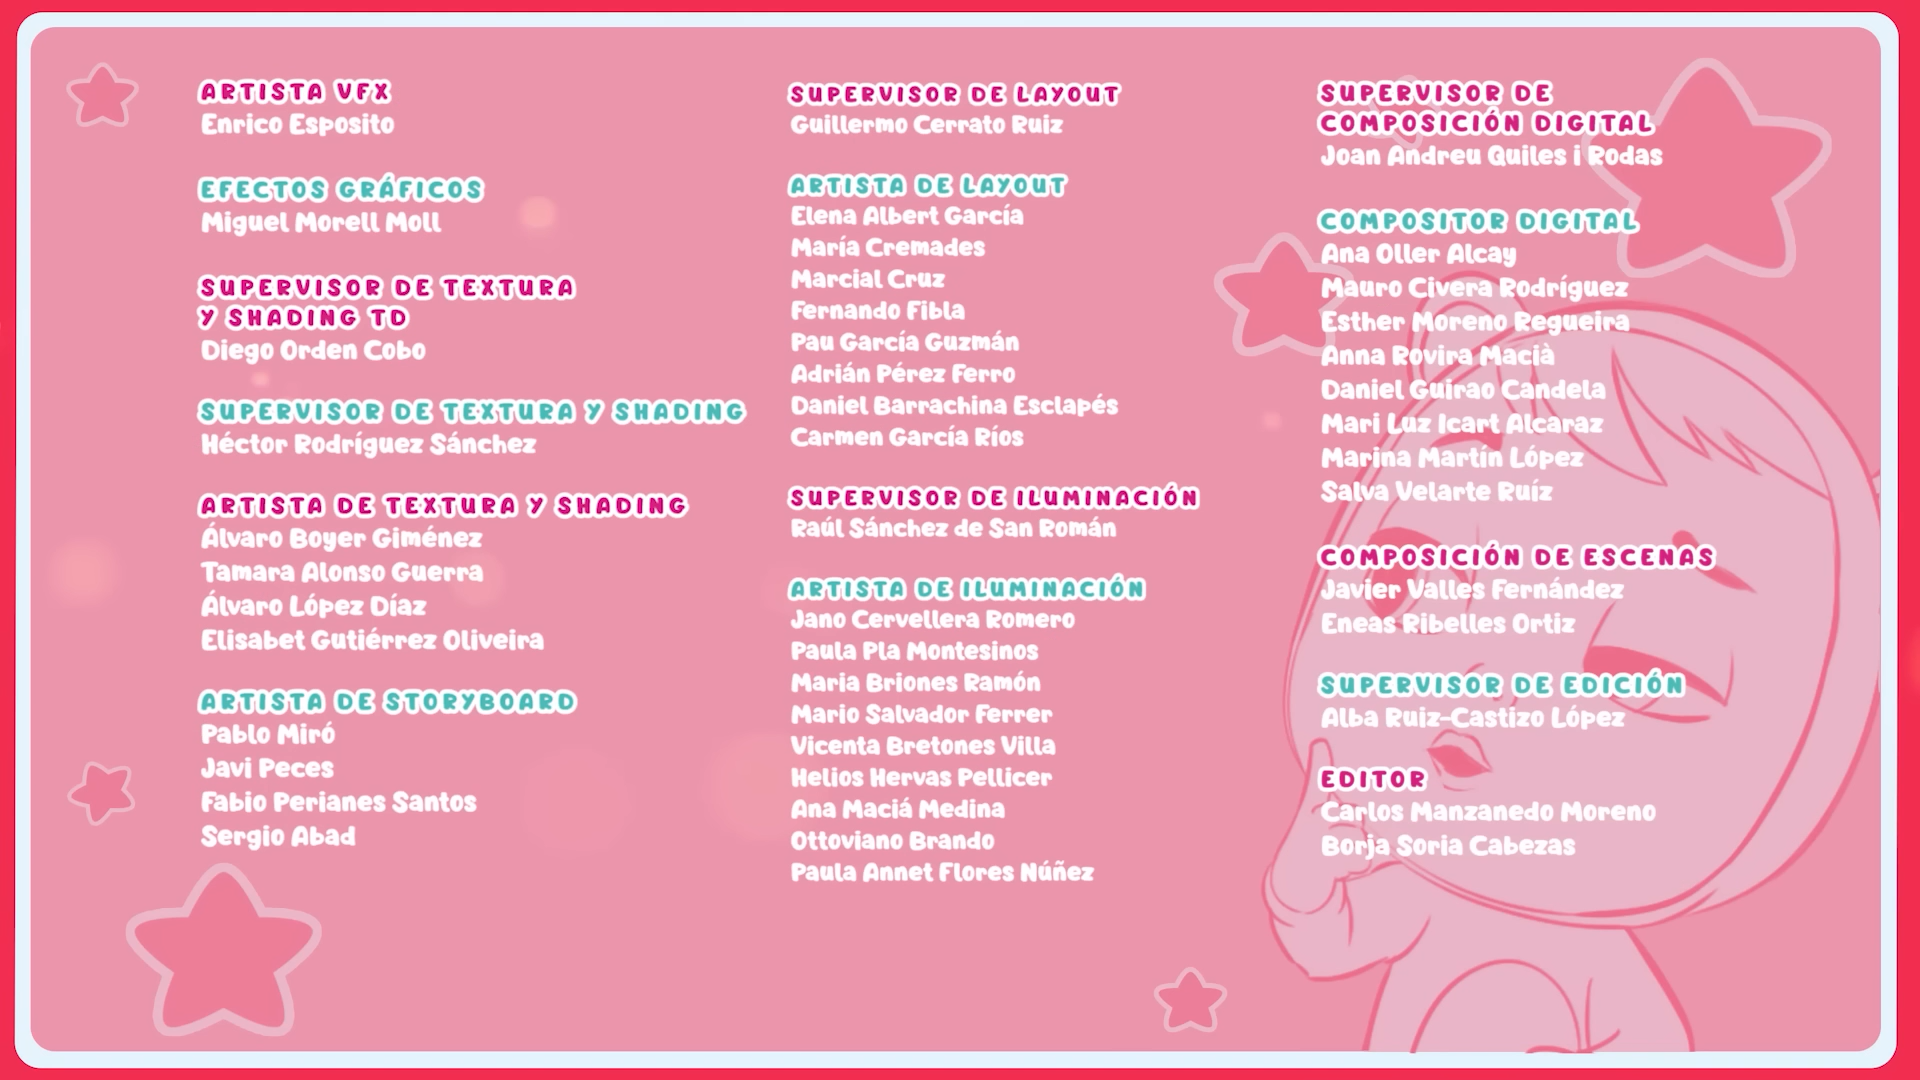 ARTISTA VFX
Enrico Esposito
EFECTOS GRÁFICOS
Miguel Morell Moll
SUPERVISOR DE TEXTURA
Y SHADING TD
Diego Orden Cobo
SUPERVISOR DE TEXTURA Y SHADING
Héctor Rodríguez Sánchez
ARTISTA DE TEXTURA Y SHADING
Álvaro Boyer Giménez
Tamara Alonso Guerra
Álvaro López Díaz
Elisabet Gutiérrez Oliveira
ARTISTA DE STORYBOARD
Pablo Miró
Javi Peces
Fabio Perianes Santos
Sergio Abad
SUPERVISOR DE LAYOUT
Guillermo Cerrato Ruiz
ARTISTA DE LAYOUT
Elena Albert García
María Cremades
Marcial Cruz
Fernando Fibla
Pau García Guzmán
Adrián Pérez Ferro
Daniel Barrachina Esclapés
Carmen García Ríos
SUPERVISOR DE ILUMINACIÓN
Raúl Sánchez de San Román
ARTISTA DE ILUMINACIÓN
Jano Cervellera Romero
Paula Pla Montesinos
Maria Briones Ramón
Mario Salvador Ferrer
Vicenta Bretones Villa
Helios Hervas Pellicer
Ana Maciá Medina
Ottoviano Brando
Paula Annet Flores Núñez
SUPERVISOR DE
COMPOSICIÓN DIGITAL
Joan Andreu Quiles i Rodas
COMPOSITOR DIGITAL
Ana Oller Alcay
Mauro Civera Rodríguez
Esther Moreno Regueira
Anna Rovira Macià
Daniel Guirao Candela
Mari Luz Icart Alcaraz
Marina Martín López
Salva Velarte Ruíz
COMPOSICIÓN DE ESCENAS
Javier Valles Fernández
Eneas Ribelles Ortiz
SUPERVISOR DE EDICIÓN
Alba Ruiz-Castizo López
EDITOR
Carlos Manzanedo Moreno
Borja Soria Cabezas